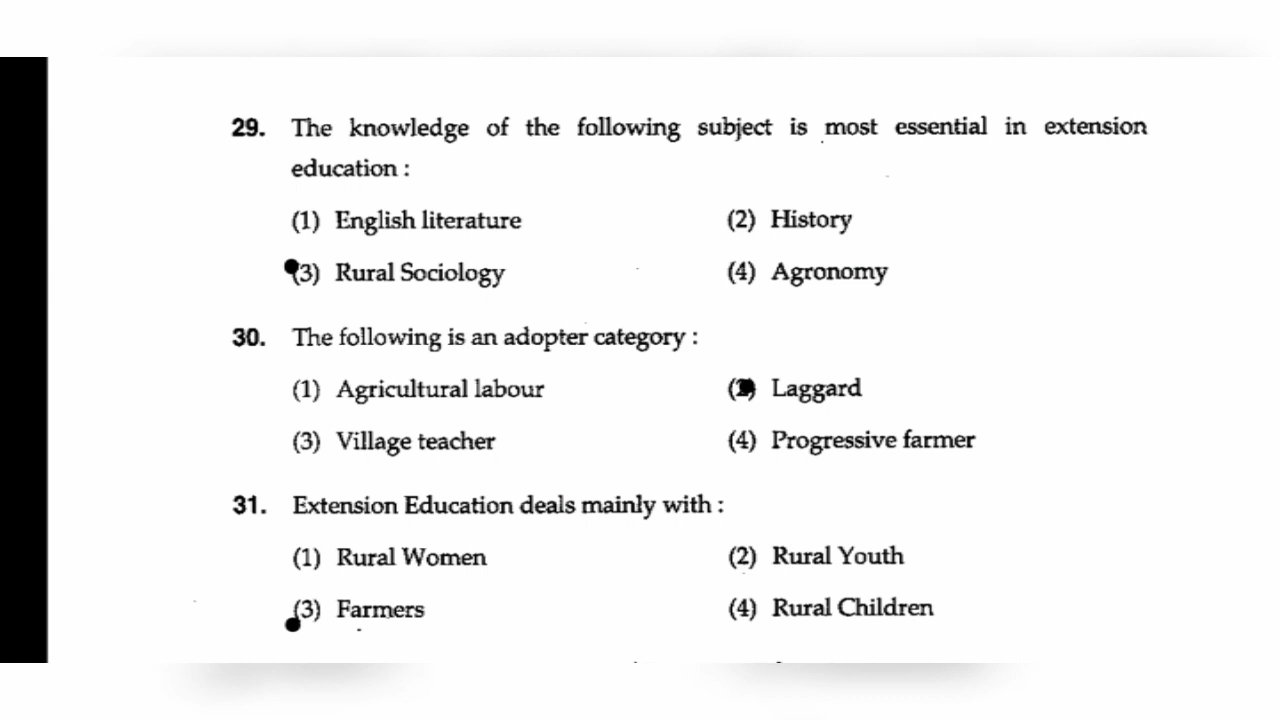 29. The knowledge of the following subject is most essential in extension
education :
(1) English literature (2) History
(3) Rural Sociology (4) Agronomy
30. The following is an adopter category :
(1) Agricultural labour (2) Laggard
(3) Village teacher (4) Progressive farmer
31. Extension Education deals mainly with :
(1) Rural Women (2) Rural Youth
(3) Farmers (4) Rural Children